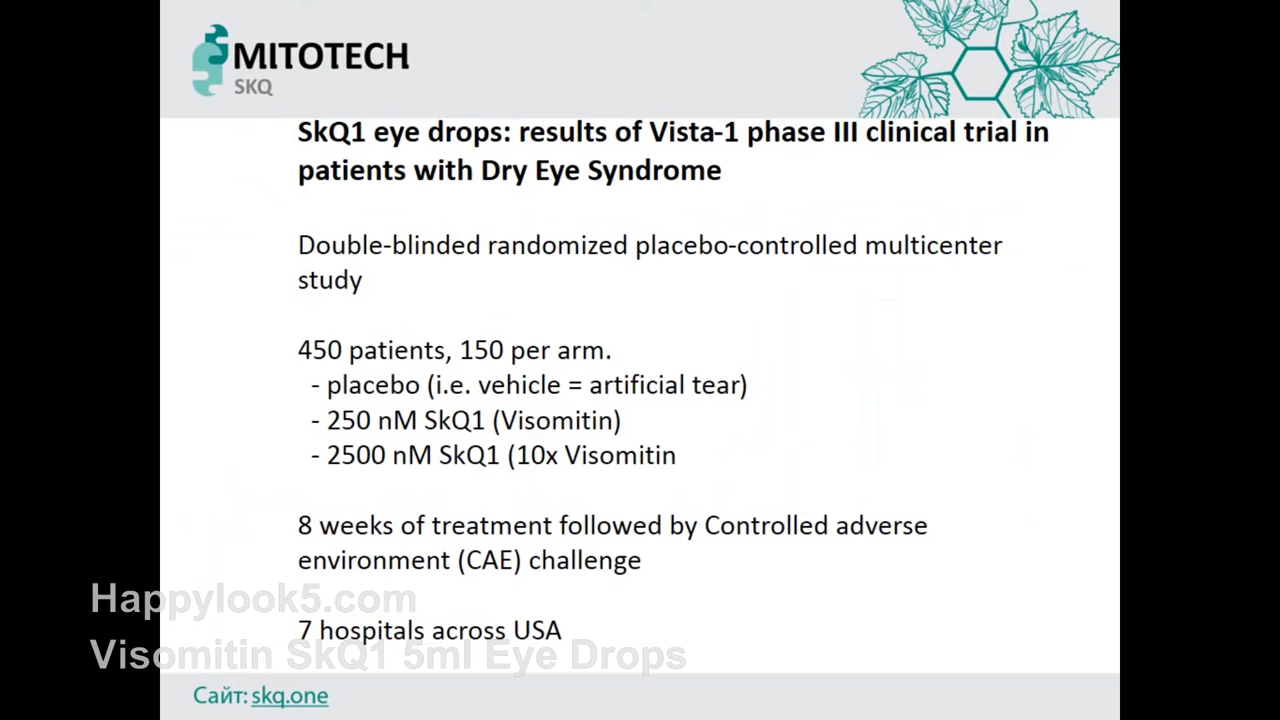 MITOTECH
SKQ
SkQ1 eye drops: results of Vista-1 phase III clinical trial in
patients with Dry Eye Syndrome
Double-blinded randomized placebo-controlled multicenter
study
450 patients, 150 per arm.
- placebo (i.e. vehicle = artificial tear)
- 250 nM SkQ1 (Visomitin)
- 2500 nM SkQ1 (10x Visomitin
8 weeks of treatment followed by Controlled adverse
environment (CAE) challenge
Happylook5.com
7 hospitals across USA
Visomitin SkQ1 5ml Eye Drops
Сайт: skq.one